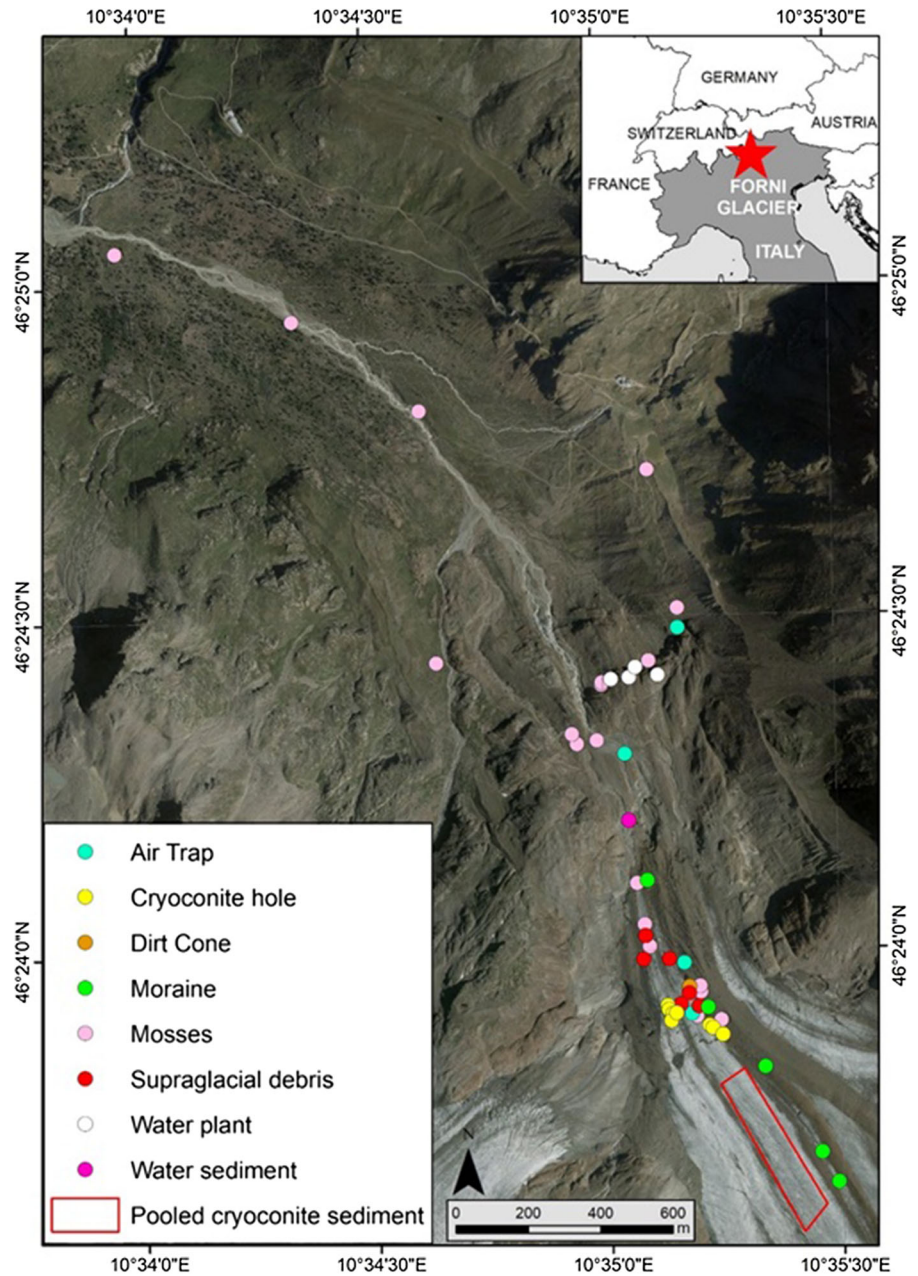 10°34'0"E 10°34'30"E 10°35'0"E 10°35'30"E
GERMANY
AUSTRIA
SWITZERLAND
FRANCE
FORNI
GLACIER
ITALY
46°25'0"N 46°25'0"N
46°24'30"N 46°24'30"N
46°24'0"N 46°24'0"N
Air Trap
Cryoconite hole
Dirt Cone
Moraine
Mosses
Supraglacial debris
Water plant
Water sediment
Pooled cryoconite sediment
N
0 200 400 600
m
10°34'0"E 10°34'30"E 10°35'0"E 10°35'30"E